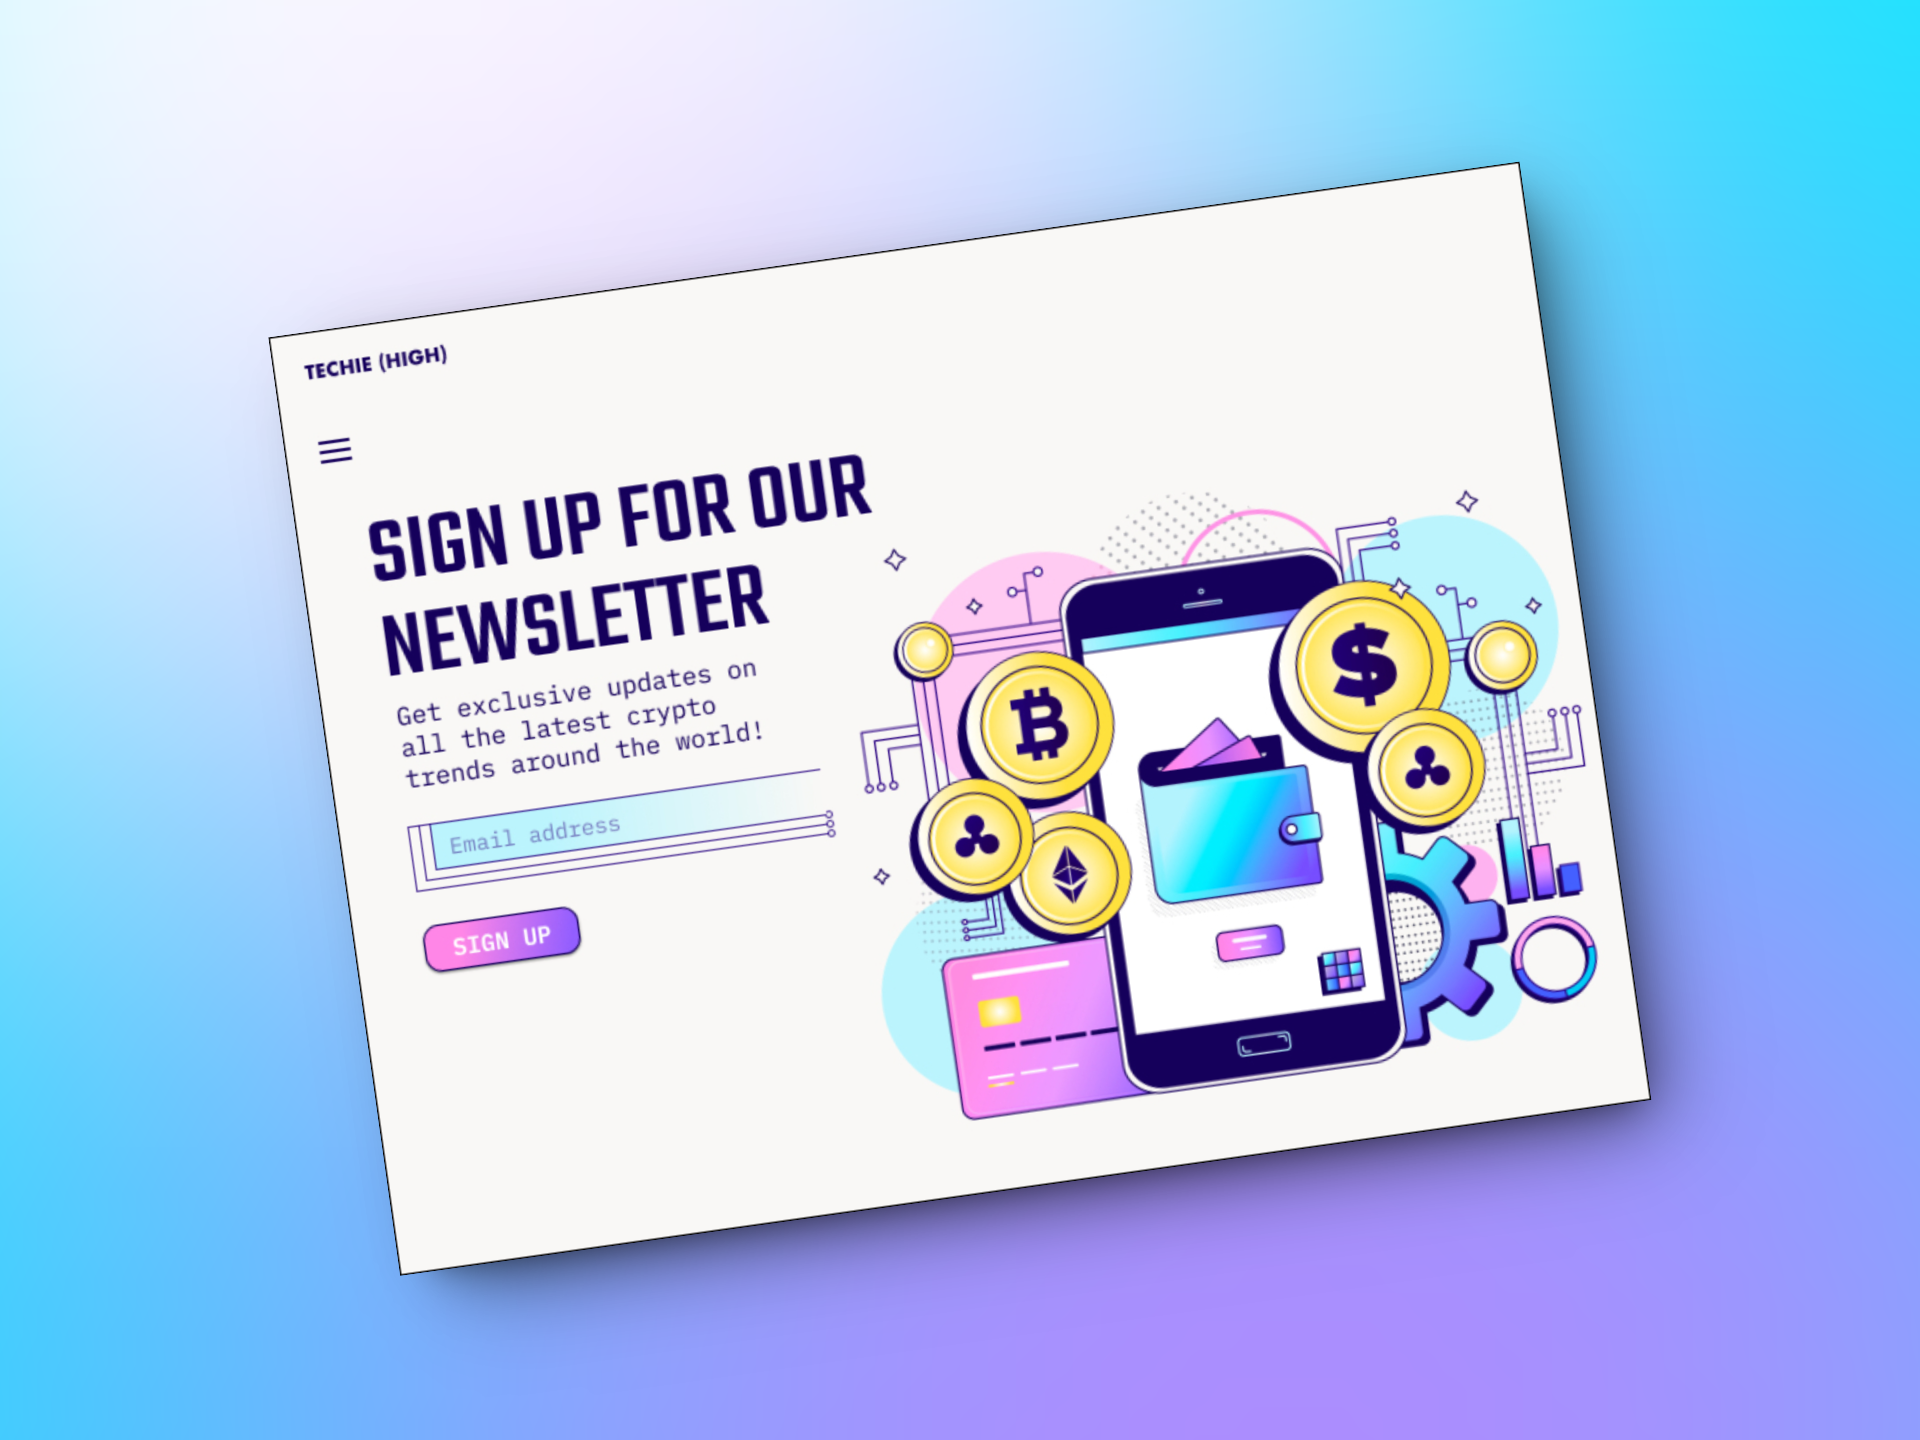 TECHIE (HIGH)
SIGN UP FOR OUR
NEWSLETTER
Get exclusive updates on
all the latest crypto
trends around the world!
Email address
SIGN UP